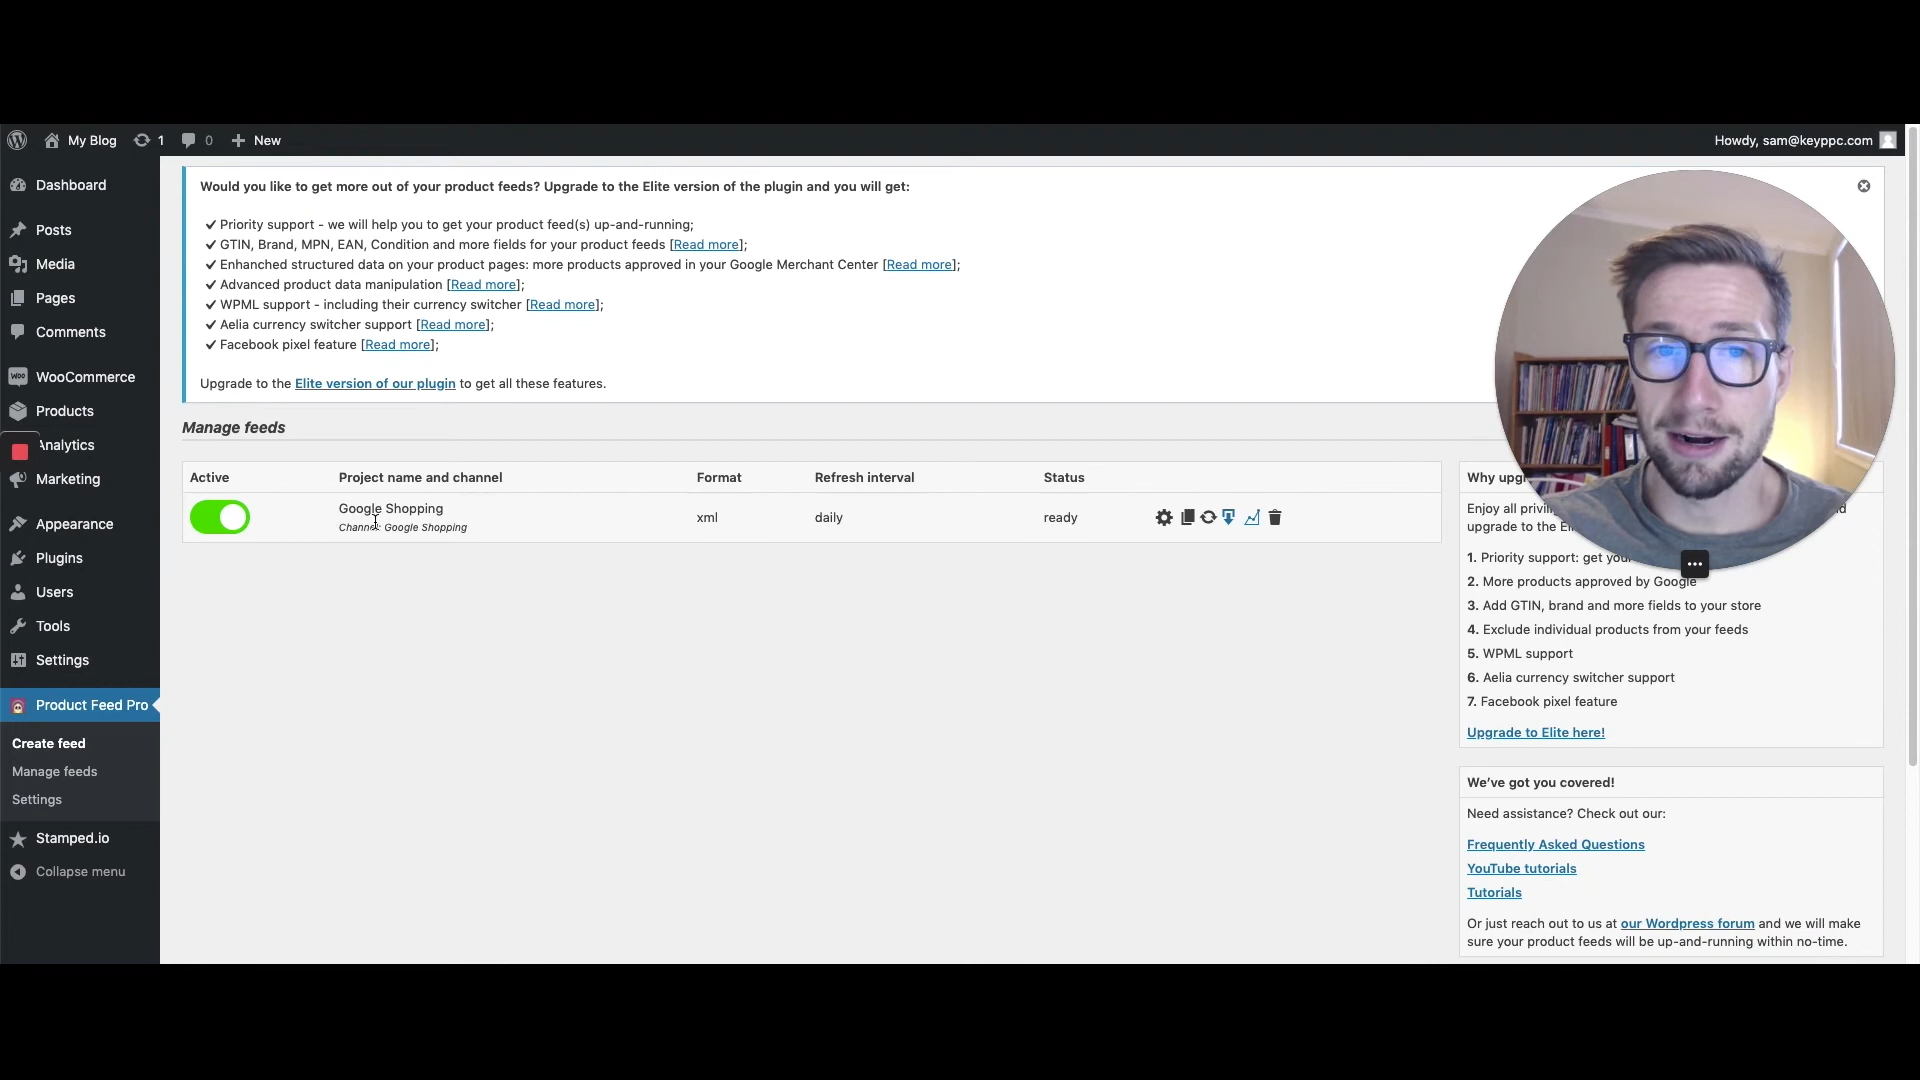 My Blog 1 0 New Howdy, sam@keyppc.com
Dashboard
Posts
Media
Pages
Comments
WooCommerce
Products
Analytics
Marketing
Appearance
Plugins
Users
Tools
Settings
Product Feed Pro
Create feed
Manage feeds
Settings
Stamped.io
Collapse menu
Would you like to get more out of your product feeds? Upgrade to the Elite version of the plugin and you will get:
✔ Priority support - we will help you to get your product feed(s) up-and-running;
✔ GTIN, Brand, MPN, EAN, Condition and more fields for your product feeds [Read more];
✔ Enhanched structured data on your product pages: more products approved in your Google Merchant Center [Read more];
✔ Advanced product data manipulation [Read more];
✔ WPML support - including their currency switcher [Read more];
✔ Aelia currency switcher support [Read more];
✔ Facebook pixel feature [Read more];
Upgrade to the Elite version of our plugin to get all these features.
Manage feeds
Active Project name and channel Format Refresh interval Status
Google Shopping
Channel: Google Shopping
xml daily ready
Why
Enjoy all
upgrade to the
1. Priority support: get
2. More products approved by Google
3. Add GTIN, brand and more fields to your store
4. Exclude individual products from your feeds
5. WPML support
6. Aelia currency switcher support
7. Facebook pixel feature
Upgrade to Elite here!
We've got you covered!
Need assistance? Check out our:
Frequently Asked Questions
YouTube tutorials
Tutorials
Or just reach out to us at our Wordpress forum and we will make
sure your product feeds will be up-and-running within no-time.